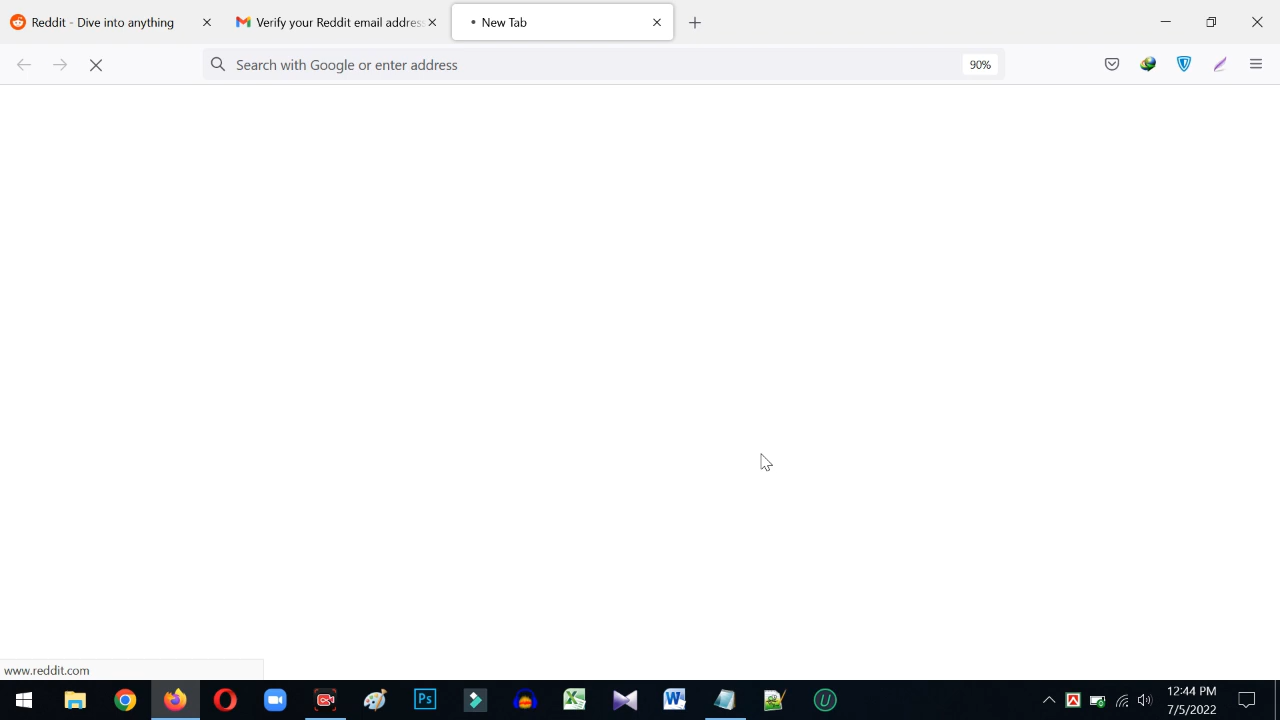 Reddit - Dive into anything
Verify your Reddit email addres
New Tab
Search with Google or enter address
90%
www.reddit.com
Ps
W
U
12:44 PM
7/5/2022